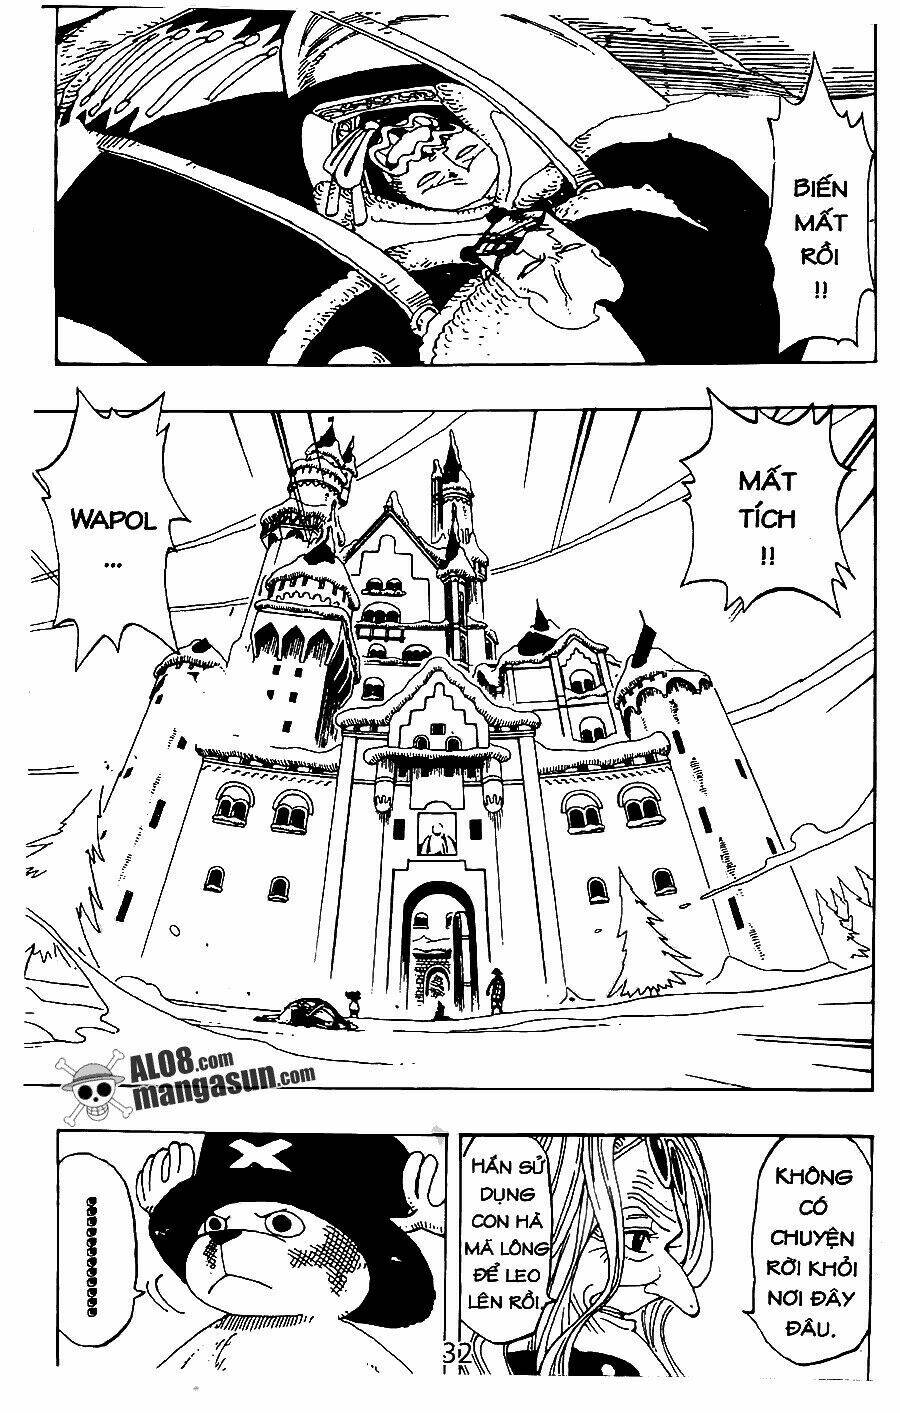 BIẾN
MẤT
RỒI
!!
MẤT
TÍCH
!!
WAPOL
...
KHÔNG
CÓ
CHUYỆN
RỜI KHỎI
NƠI ĐÂY
ĐÂU.
HẮN SỬ
DỤNG
CON HÀ
MÃ LÔNG
ĐỂ LEO
LÊN RỒI.
............
AL08.com
mangasun.com
32